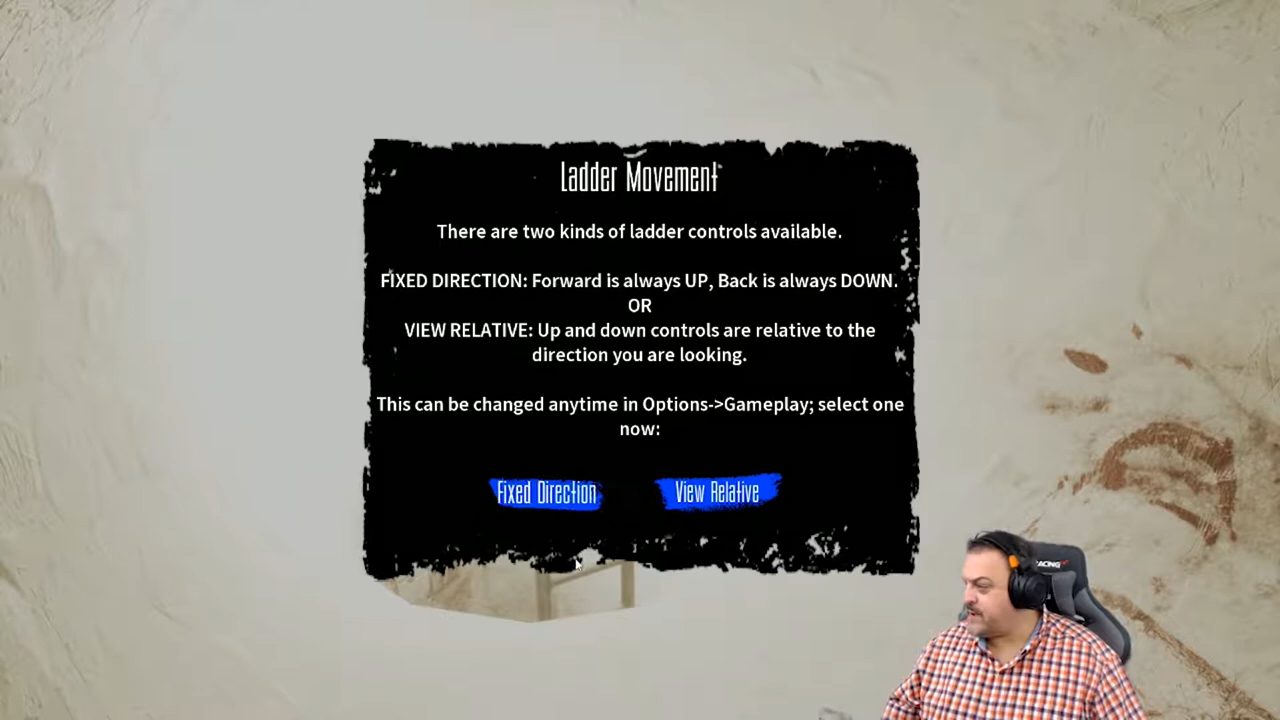 Ladder Movement
There are two kinds of ladder controls available.
FIXED DIRECTION: Forward is always UP, Back is always DOWN.
OR
VIEW RELATIVE: Up and down controls are relative to the
direction you are looking.
This can be changed anytime in Options->Gameplay; select one
now:
Fixed Direction
View Relative
RACING